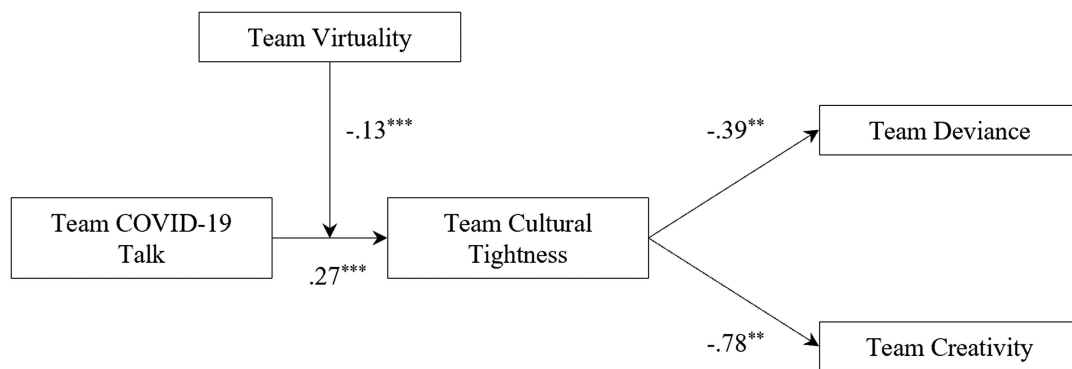 Team Virtuality
-.13***
-.39**
Team Deviance
Team COVID-19
Talk
.27***
Team Cultural
Tightness
-.78**
Team Creativity